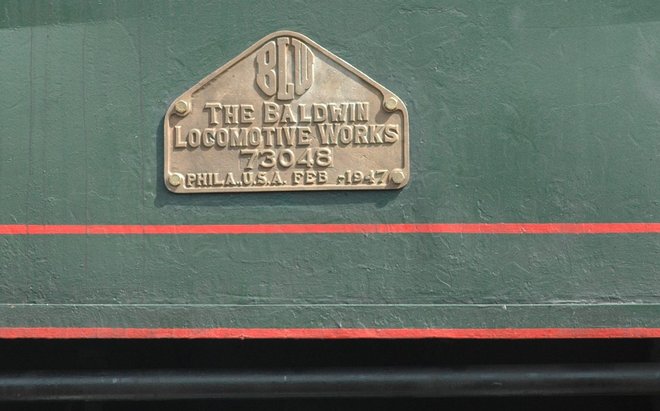 BLW
THE BALDWIN
LOCOMOTIVE WORKS
73048
PHILA.,U.S.A. FEB -1947